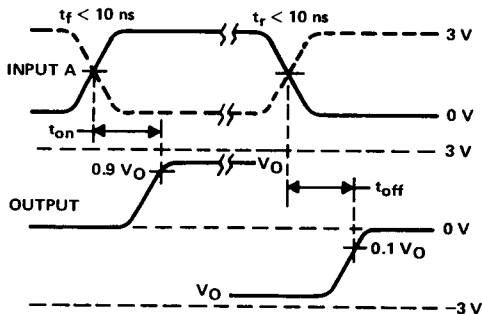 tf < 10 ns
tr < 10 ns
3 V
INPUT A
0 V
ton
3 V
0.9 VO
VO
toff
OUTPUT
0 V
0.1 VO
VO
−3 V